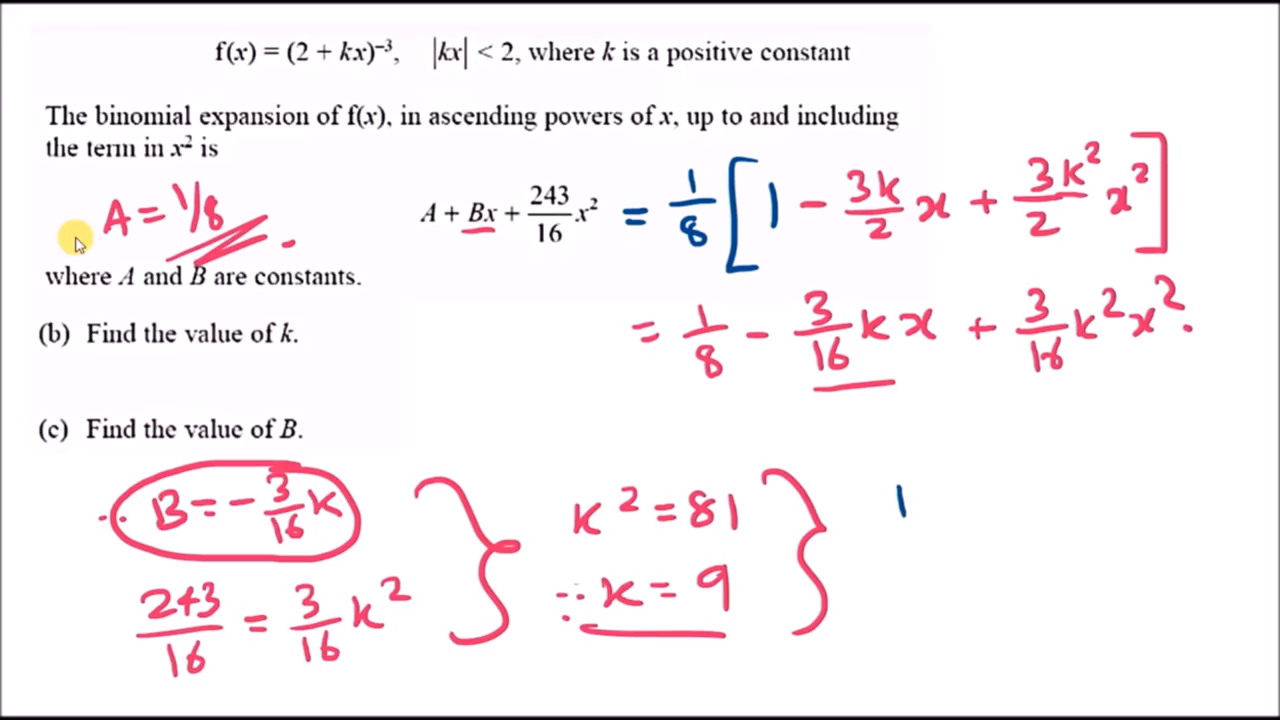 f(x) = (2 + kx)⁻³, |kx| < 2, where k is a positive constant
The binomial expansion of f(x), in ascending powers of x, up to and including
the term in x² is
A = 1/8
A + Bx + 243/16 x² = 1/8 [1 - 3k/2 x + 3k²/2 x²]
where A and B are constants.
= 1/8 - 3/16 kx + 3/16 k²x².
(b) Find the value of k.
(c) Find the value of B.
B = - 3/16 k
243/16 = 3/16 k²
k² = 81
∴ k = 9